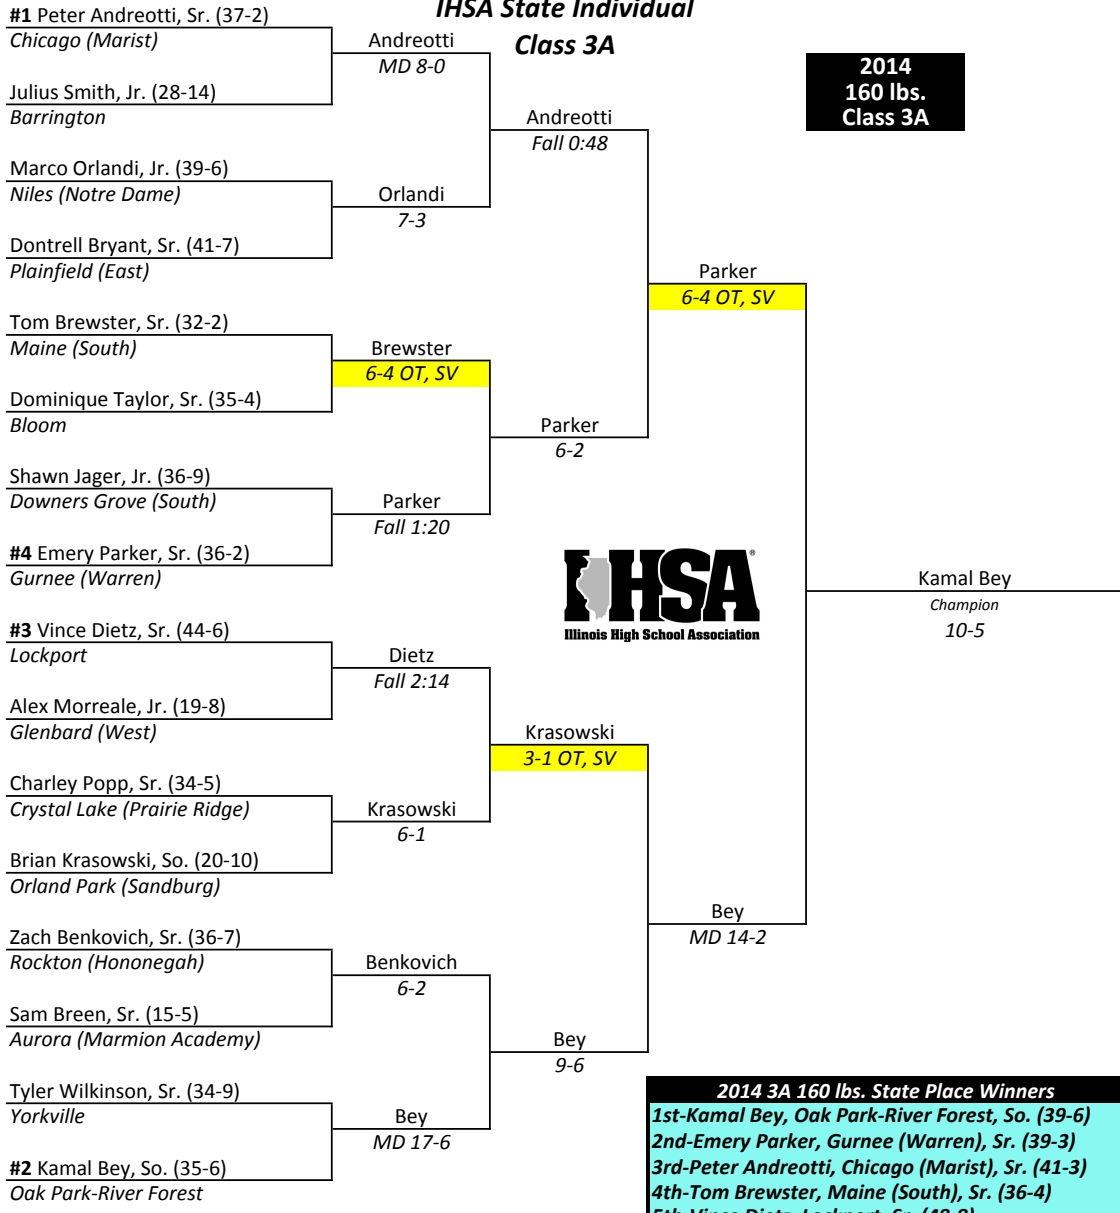 IHSA State Individual
Class 3A
2014
160 lbs.
Class 3A
#1 Peter Andreotti, Sr. (37-2)
Chicago (Marist)
Andreotti
MD 8-0
Julius Smith, Jr. (28-14)
Barrington
Andreotti
Fall 0:48
Marco Orlandi, Jr. (39-6)
Niles (Notre Dame)
Orlandi
7-3
Dontrell Bryant, Sr. (41-7)
Plainfield (East)
Parker
6-4 OT, SV
Tom Brewster, Sr. (32-2)
Maine (South)
Brewster
6-4 OT, SV
Dominique Taylor, Sr. (35-4)
Bloom
Parker
6-2
Shawn Jager, Jr. (36-9)
Downers Grove (South)
Parker
Fall 1:20
#4 Emery Parker, Sr. (36-2)
Gurnee (Warren)
IHSA®
Illinois High School Association
Kamal Bey
Champion
10-5
#3 Vince Dietz, Sr. (44-6)
Lockport
Dietz
Fall 2:14
Alex Morreale, Jr. (19-8)
Glenbard (West)
Krasowski
3-1 OT, SV
Charley Popp, Sr. (34-5)
Crystal Lake (Prairie Ridge)
Krasowski
6-1
Brian Krasowski, So. (20-10)
Orland Park (Sandburg)
Bey
MD 14-2
Zach Benkovich, Sr. (36-7)
Rockton (Hononegah)
Benkovich
6-2
Sam Breen, Sr. (15-5)
Aurora (Marmion Academy)
Bey
9-6
Tyler Wilkinson, Sr. (34-9)
Yorkville
Bey
MD 17-6
#2 Kamal Bey, So. (35-6)
Oak Park-River Forest
2014 3A 160 lbs. State Place Winners
1st-Kamal Bey, Oak Park-River Forest, So. (39-6)
2nd-Emery Parker, Gurnee (Warren), Sr. (39-3)
3rd-Peter Andreotti, Chicago (Marist), Sr. (41-3)
4th-Tom Brewster, Maine (South), Sr. (36-4)
5th-Vince Dietz, Lockport, Sr. (48-8)